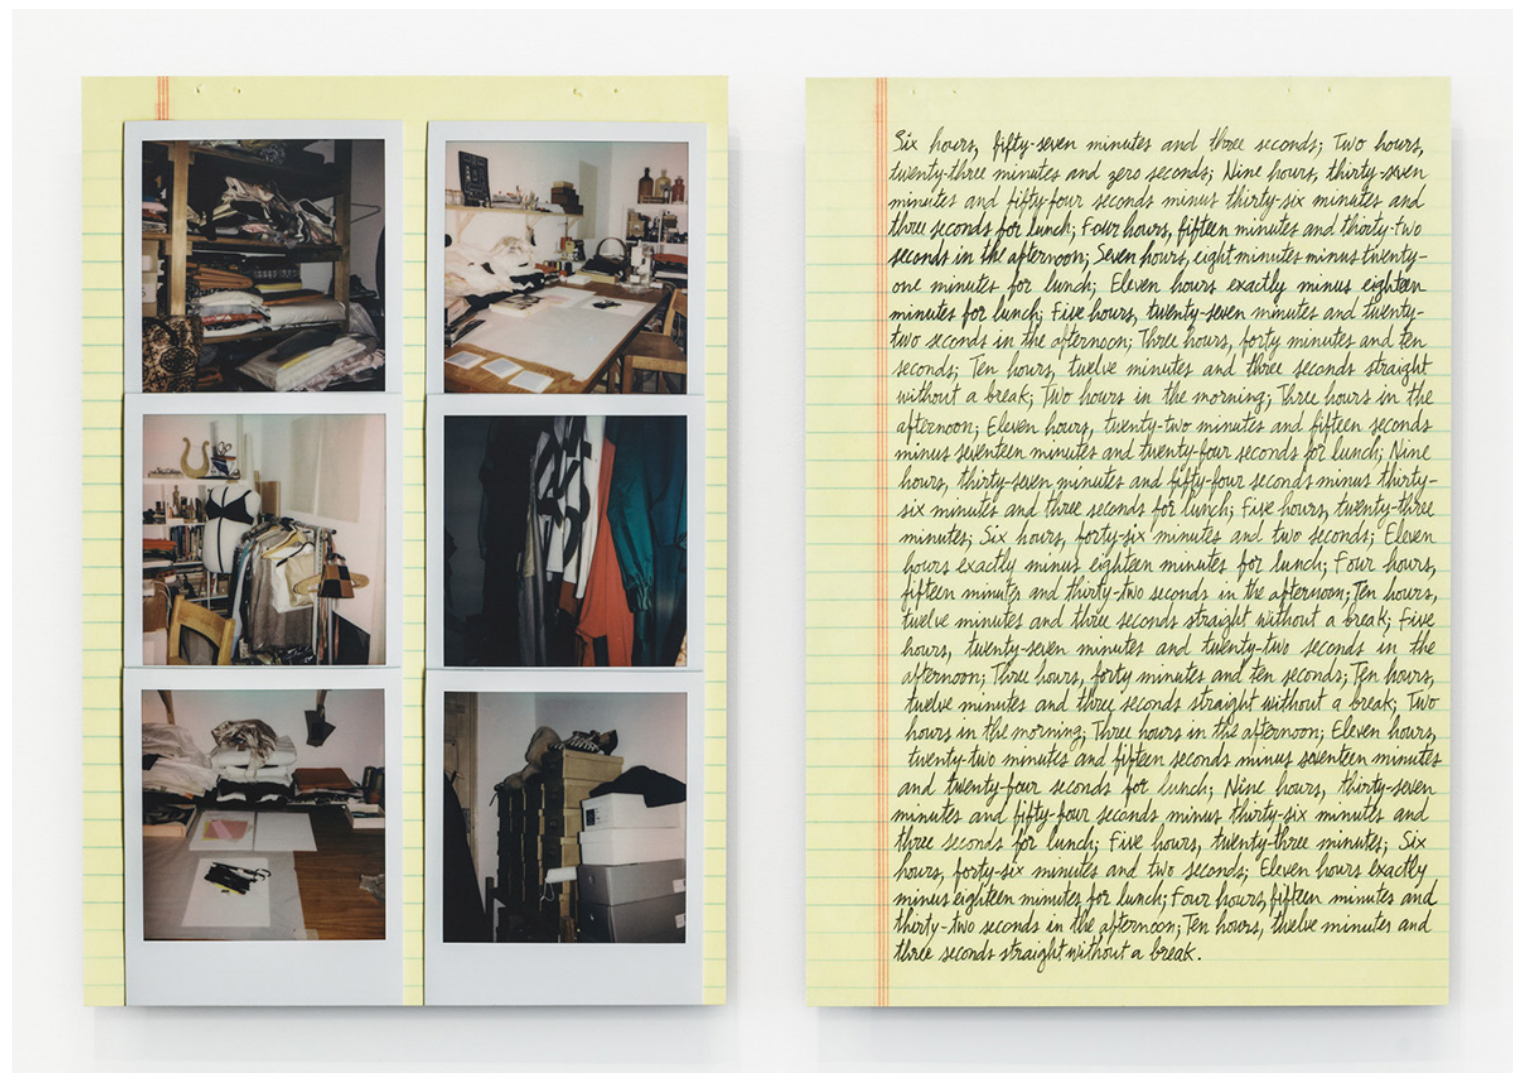 Six hours, fifty-seven minutes and three seconds; Two hours,
twenty-three minutes and zero seconds; Nine hours, thirty-seven
minutes and fifty-four seconds minus thirty-six minutes and
three seconds for lunch; Four hours, fifteen minutes and thirty-two
seconds in the afternoon; Seven hours, eight minutes minus twenty-
one minutes for lunch; Eleven hours exactly minus eighteen
minutes for lunch; Five hours, twenty-seven minutes and twenty-
two seconds in the afternoon; Three hours, forty minutes and ten
seconds; Ten hours, twelve minutes and three seconds straight
without a break; Two hours in the morning; Three hours in the
afternoon; Eleven hours, twenty-two minutes and fifteen seconds
minus seventeen minutes and twenty-four seconds for lunch; Nine
hours, thirty-seven minutes and fifty-four seconds minus thirty-
six minutes and three seconds for lunch; Five hours, twenty-three
minutes; Six hours, forty-six minutes and two seconds; Eleven
hours exactly minus eighteen minutes for lunch; Four hours,
fifteen minutes and thirty-two seconds in the afternoon; Ten hours,
twelve minutes and three seconds straight without a break; Five
hours, twenty-seven minutes and twenty-two seconds in the
afternoon; Three hours, forty minutes and ten seconds; Ten hours,
twelve minutes and three seconds straight without a break; Two
hours in the morning; Three hours in the afternoon; Eleven hours,
twenty-two minutes and fifteen seconds minus seventeen minutes
and twenty-four seconds for lunch; Nine hours, thirty-seven
minutes and fifty-four seconds minus thirty-six minutes and
three seconds for lunch; Five hours, twenty-three minutes; Six
hours, forty-six minutes and two seconds; Eleven hours exactly
minus eighteen minutes for lunch; Four hours, fifteen minutes and
thirty-two seconds in the afternoon; Ten hours, twelve minutes and
three seconds straight without a break.